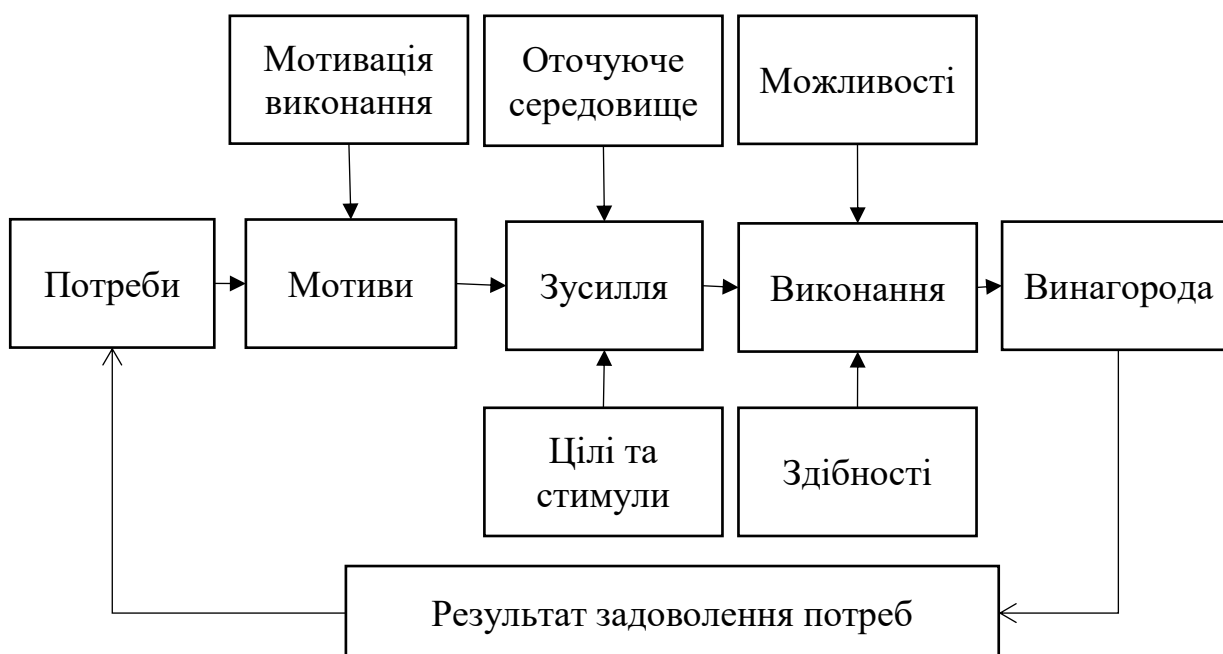 Мотивація
виконання
Оточуюче
середовище
Можливості
Потреби
Мотиви
Зусилля
Виконання
Винагорода
Цілі та
стимули
Здібності
Результат задоволення потреб